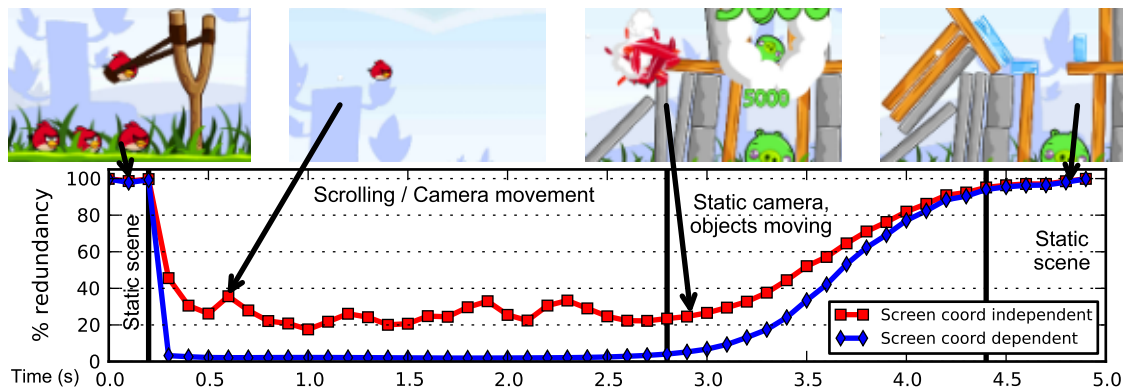 5000
5000
100
80
60
40
20
0
% redundancy
Static scene
Scrolling / Camera movement
Static camera,
objects moving
Static
scene
Screen coord independent
Screen coord dependent
Time (s)
0.0 0.5 1.0 1.5 2.0 2.5 3.0 3.5 4.0 4.5 5.0